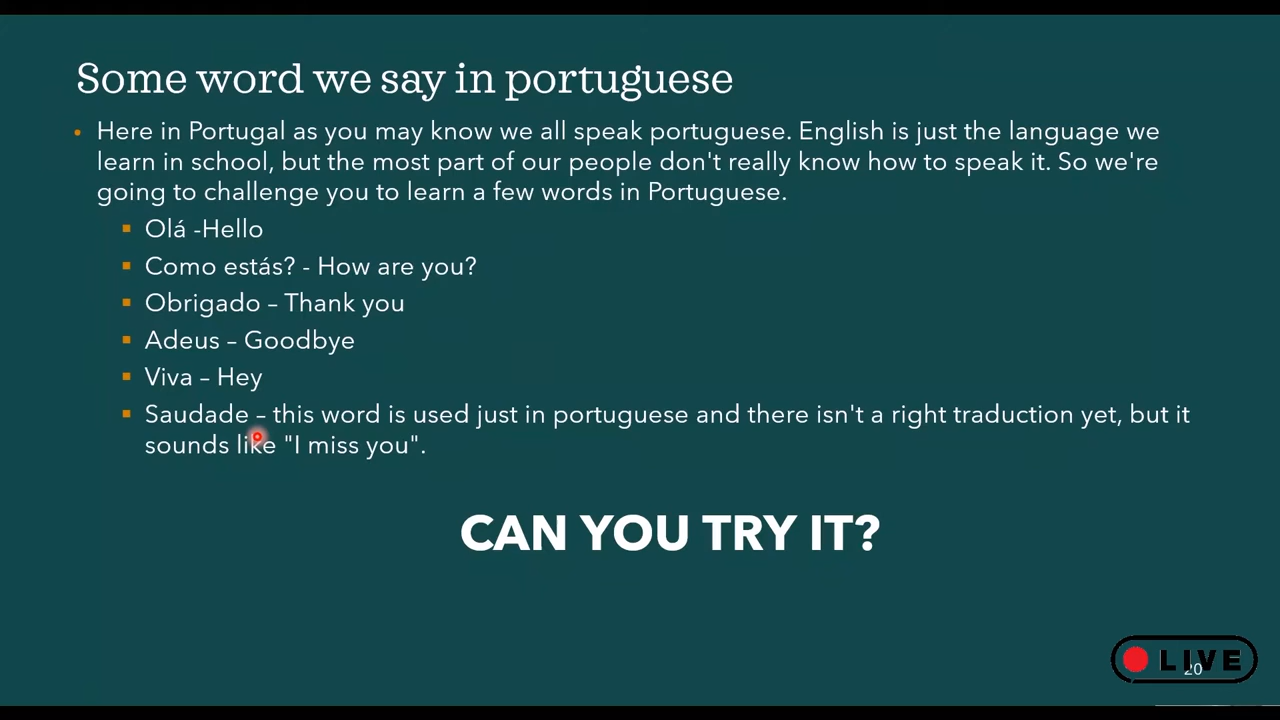 Some word we say in portuguese
Here in Portugal as you may know we all speak portuguese. English is just the language we
learn in school, but the most part of our people don't really know how to speak it. So we're
going to challenge you to learn a few words in Portuguese.
Olá -Hello
Como estás? - How are you?
Obrigado – Thank you
Adeus – Goodbye
Viva – Hey
Saudade – this word is used just in portuguese and there isn't a right traduction yet, but it
sounds like "I miss you".
CAN YOU TRY IT?
LIVE
20